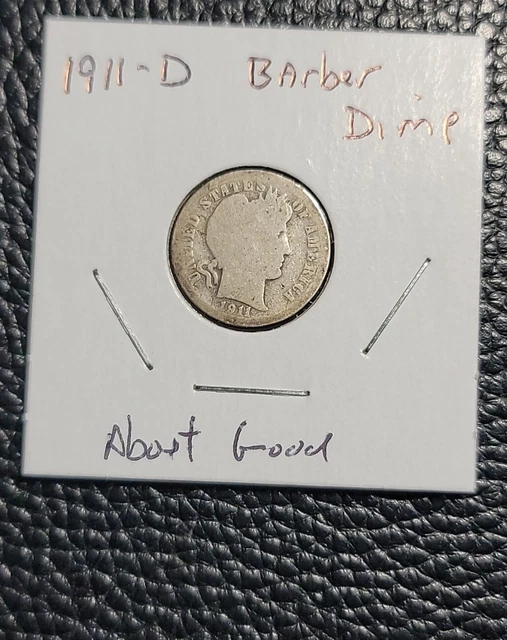 1911-D Barber
Dime
UNITED STATES OF AMERICA
1911
About Good